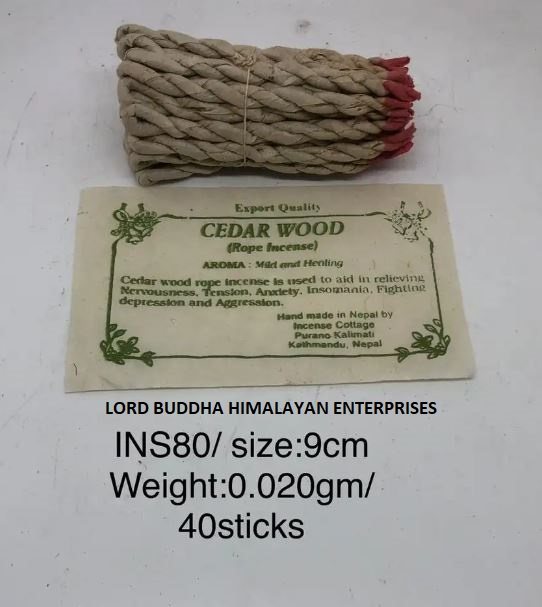 Export Quality
CEDAR WOOD
(Rope Incense)
AROMA : Mild and Healing
Cedar wood rope incense is used to aid in relieving
Nervousness, Tension, Anxiety, Insomania, Fighting
depression and Aggression.
Hand made in Nepal by
Incense Cottage
Purano Kalimati
Kathmandu, Nepal
LORD BUDDHA HIMALAYAN ENTERPRISES
INS80/ size:9cm
Weight:0.020gm/
40sticks